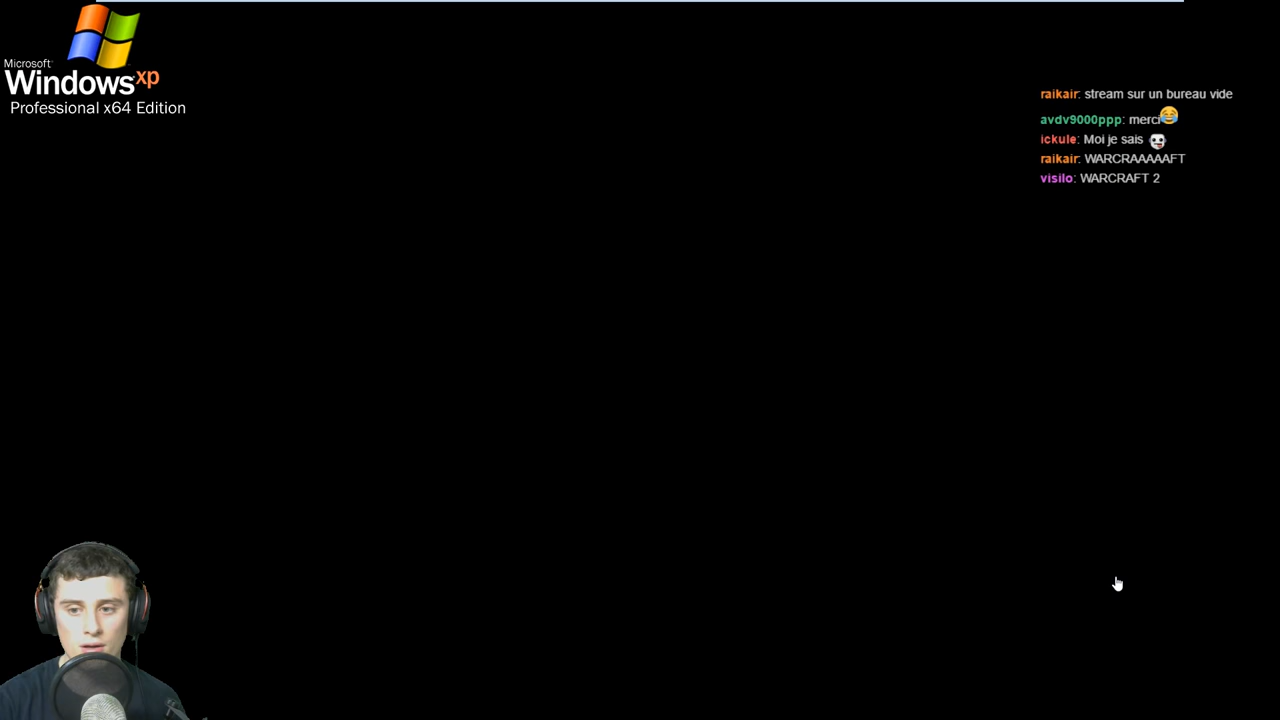 Microsoft
Windows xp
Professional x64 Edition
raikair: stream sur un bureau vide
avdv9000ppp: merci😂
ickule: Moi je sais
raikair: WARCRAAAAAFT
visilo: WARCRAFT 2